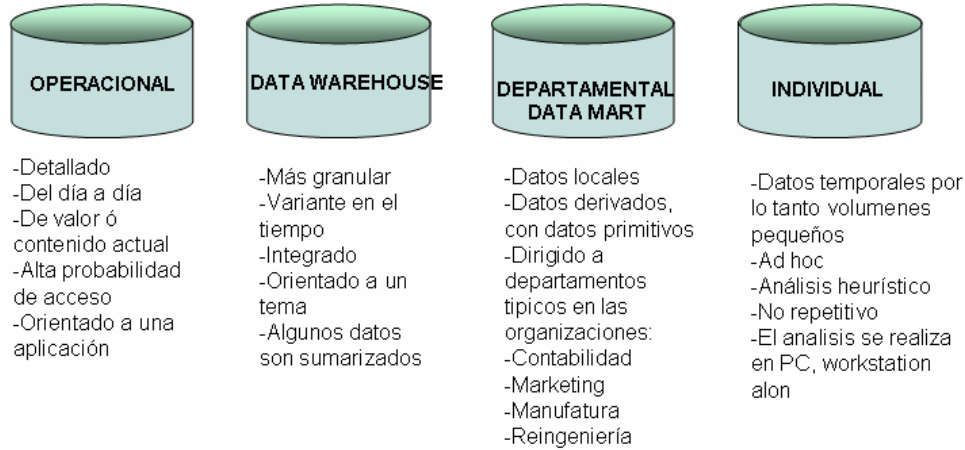 OPERACIONAL
-Detallado
-Del día a día
-De valor ó
contenido actual
-Alta probabilidad
de acceso
-Orientado a una
aplicación
DATA WAREHOUSE
-Más granular
-Variante en el
tiempo
-Integrado
-Orientado a un
tema
-Algunos datos
son sumarizados
DEPARTAMENTAL
DATA MART
-Datos locales
-Datos derivados,
con datos primitivos
-Dirigido a
departamentos
tipicos en las
organizaciones:
-Contabilidad
-Marketing
-Manufatura
-Reingeniería
INDIVIDUAL
-Datos temporales por
lo tanto volumenes
pequeños
-Ad hoc
-Análisis heurístico
-No repetitivo
-El analisis se realiza
en PC, workstation
alon